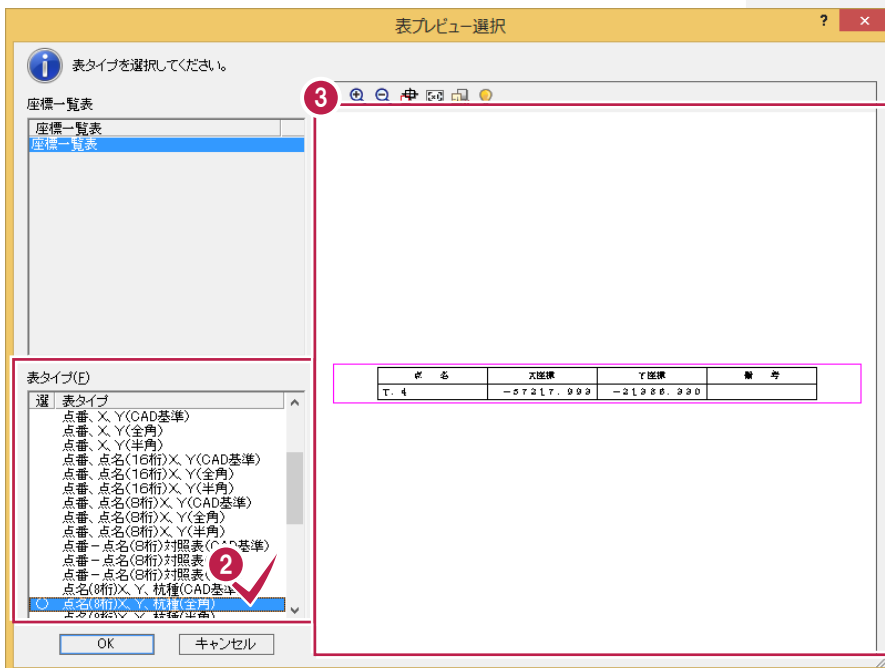 表プレビュー選択
? ×
表タイプを選択してください。
座標一覧表
座標一覧表
座標一覧表
3
表タイプ(F)
選 表タイプ
点番、X、Y(CAD基準)
点番、X、Y(全角)
点番、X、Y(半角)
点番、点名(16桁)X、Y(CAD基準)
点番、点名(16桁)X、Y(全角)
点番、点名(16桁)X、Y(半角)
点番、点名(8桁)X、Y(CAD基準)
点番、点名(8桁)X、Y(全角)
点番、点名(8桁)X、Y(半角)
点番-点名(8桁)対照表(CAD基準)
点番-点名(8桁)対照表
点番-点名(8桁)対照表(
点名(8桁)X、Y、杭種(CAD基準
点名(8桁)X、Y、杭種(全角)
点名(8桁)X、Y、杭種(半角)
2
OK キャンセル
点 名 X座標 Y座標 備 考
T.4